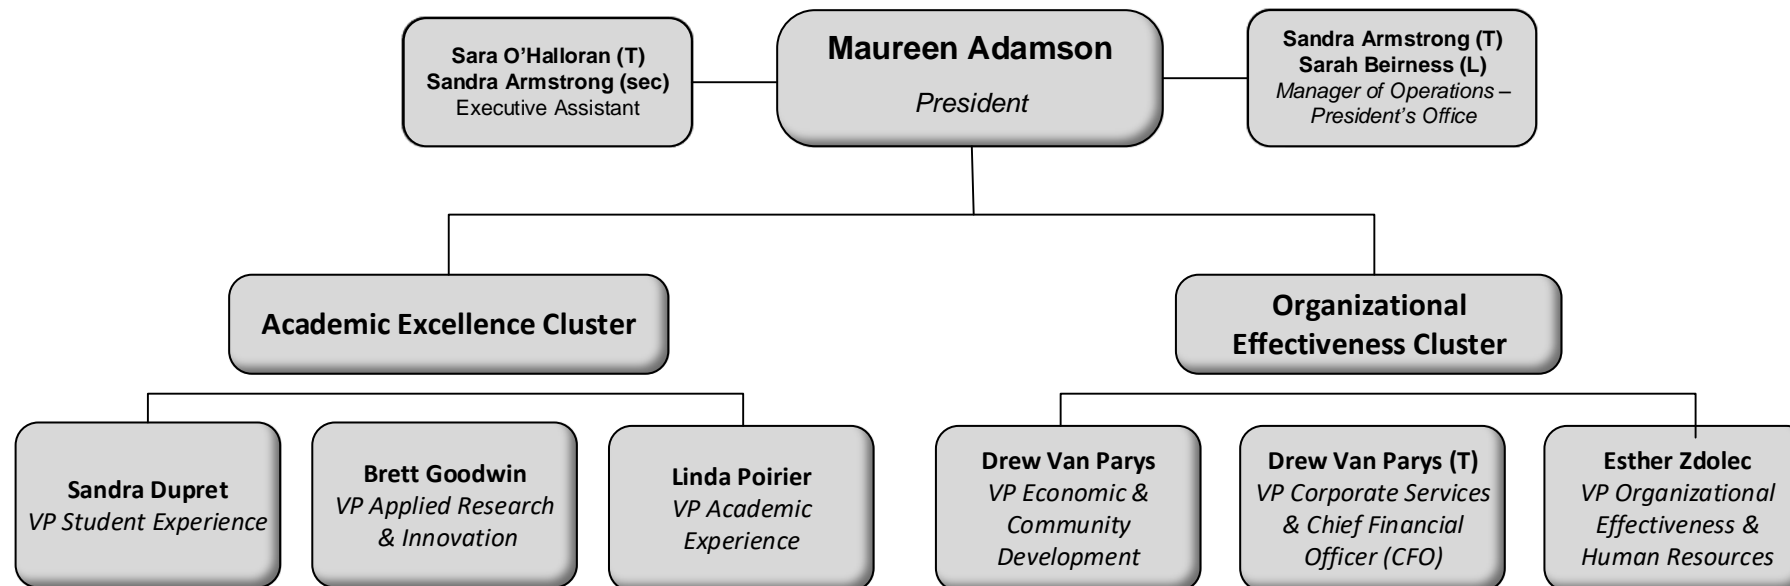 Sara O’Halloran (T)
Sandra Armstrong (sec)
Executive Assistant
Maureen Adamson
President
Sandra Armstrong (T)
Sarah Beirness (L)
Manager of Operations –
President’s Office
Academic Excellence Cluster
Organizational
Effectiveness Cluster
Sandra Dupret
VP Student Experience
Brett Goodwin
VP Applied Research
& Innovation
Linda Poirier
VP Academic
Experience
Drew Van Parys
VP Economic &
Community
Development
Drew Van Parys (T)
VP Corporate Services
& Chief Financial
Officer (CFO)
Esther Zdolec
VP Organizational
Effectiveness &
Human Resources